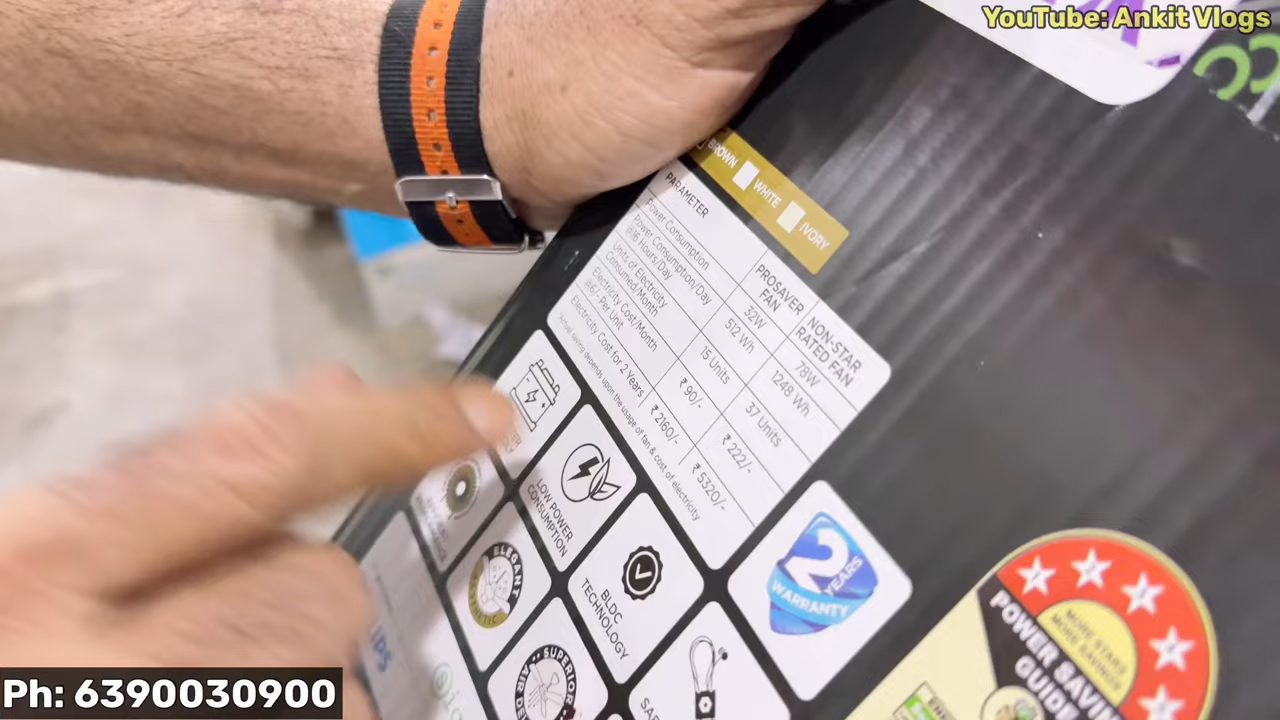 YouTube: Ankit Vlogs
BROWN WHITE IVORY
PARAMETER PROSAVER FAN NON-STAR RATED FAN
Power Consumption 32W 78W
Power Consumption/Day @16 Hours/Day 512 Wh 1248 Wh
Units of Electricity Consumed/Month 15 Units 37 Units
Electricity Cost/Month @6/- Per Unit ₹ 90/- ₹ 222/-
Electricity Cost for 2 Years ₹ 2160/- ₹ 5320/-
*Actual saving depends upon the usage of fan & cost of electricity
LOW POWER
CONSUMPTION
BLDC
TECHNOLOGY
2
YEARS
WARRANTY
ELEGANT
SUPERIOR
AIR
POWER SAVING
GUIDE
MORE STARS
MORE SAVINGS
Ph: 6390030900